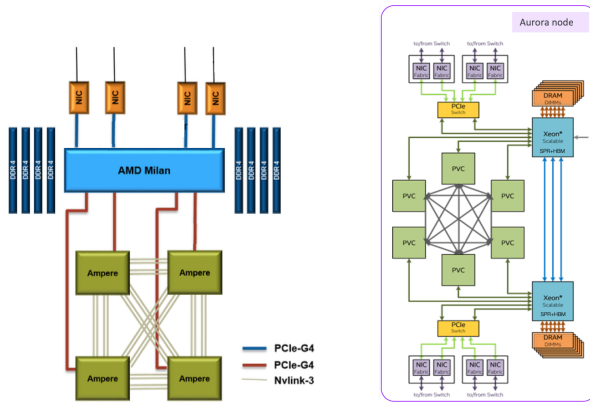 NIC
NIC
NIC
NIC
DDR 4
DDR 4
DDR 4
DDR 4
AMD Milan
DDR 4
DDR 4
DDR 4
DDR 4
Ampere
Ampere
Ampere
Ampere
PCIe-G4
PCIe-G4
Nvlink-3
Aurora node
to/from Switch
to/from Switch
NIC
Fabric
NIC
Fabric
NIC
Fabric
NIC
Fabric
DRAM
DIMMs
PCIe
Switch
Xeon*
Scalable
SPR+HBM
PVC
PVC
PVC
PVC
PVC
PVC
Xeon*
Scalable
SPR+HBM
PCIe
Switch
DRAM
DIMMs
NIC
Fabric
NIC
Fabric
NIC
Fabric
NIC
Fabric
to/from Switch
to/from Switch